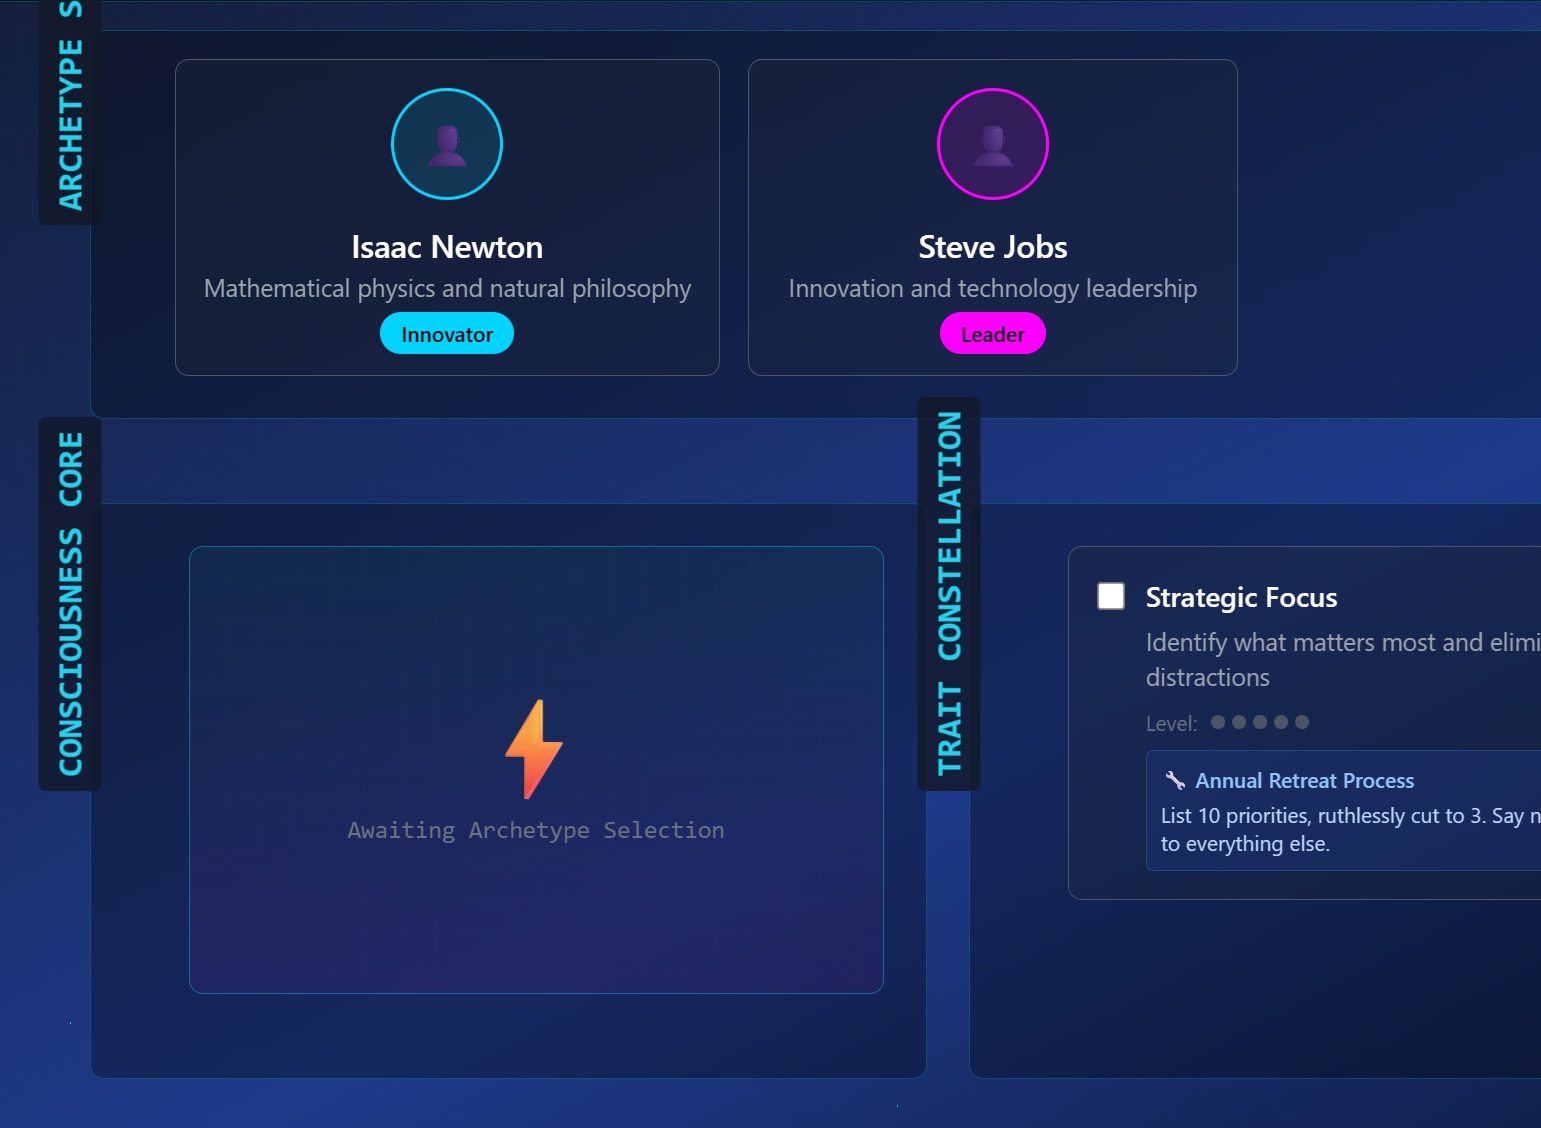 ARCHETYPE S
Isaac Newton
Mathematical physics and natural philosophy
Innovator
Steve Jobs
Innovation and technology leadership
Leader
CONSCIOUSNESS CORE
Awaiting Archetype Selection
TRAIT CONSTELLATION
Strategic Focus
Identify what matters most and elimi
distractions
Level:
Annual Retreat Process
List 10 priorities, ruthlessly cut to 3. Say n
to everything else.